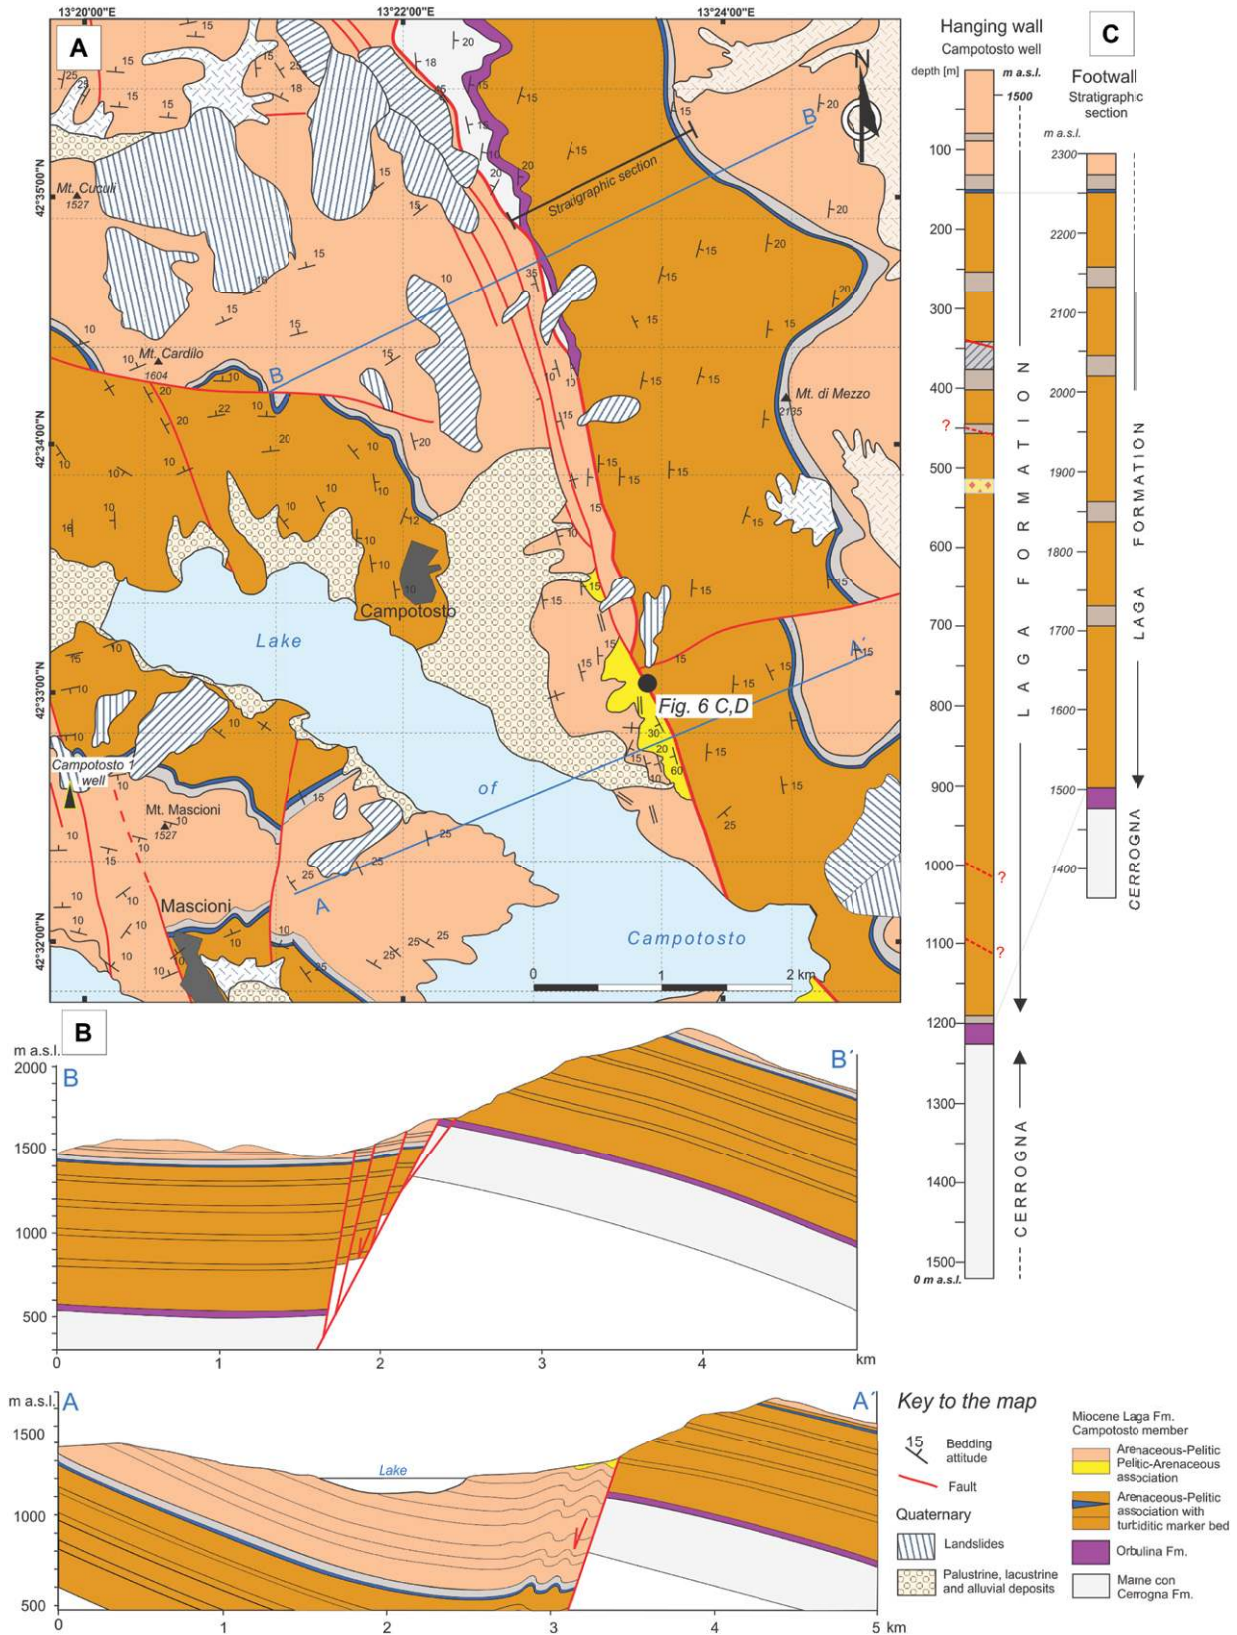 13°20'00"E
13°22'00"E
13°24'00"E
A
N
B'
Stratigraphic section
42°35'00"N
Mt. Cuculi
1527
Mt. Cardilo
1604
B
Mt. di Mezzo
2135
42°34'00"N
Campotosto
Lake
A'
42°33'00"N
Fig. 6 C,D
Campotosto 1
well
of
Mt. Mascioni
1527
Mascioni
A
Campotosto
42°32'00"N
0 1 2 km
Hanging wall
Campotosto well
depth [m]
m a.s.l.
1500
100
200
300
400
?
500
600
700
800
900
1000
?
1100
?
1200
1300
1400
1500
0 m a.s.l.
LAGA FORMATION
CERROGNA
C
Footwall
Stratigraphic
section
m a.s.l.
2300
2200
2100
2000
1900
1800
1700
1600
1500
1400
LAGA FORMATION
CERROGNA
B
m a.s.l.
B
B'
2000
1500
1000
500
0 1 2 3 4 km
m a.s.l.
A
A'
1500
1000
500
Lake
0 1 2 3 4 5 km
Key to the map
15
Bedding
attitude
Fault
Quaternary
Landslides
Palustrine, lacustrine
and alluvial deposits
Miocene Laga Fm.
Campotosto member
Arenaceous-Pelitic
Pelitic-Arenaceous
association
Arenaceous-Pelitic
association with
turbiditic marker bed
Orbulina Fm.
Marne con
Cerrogna Fm.